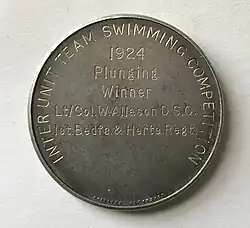 INTER UNIT TEAM SWIMMING COMPETITION
1924
Plunging
Winner
Lt/Col.W.Allason D.S.O.
1st.Bedfs & Herts Regt.